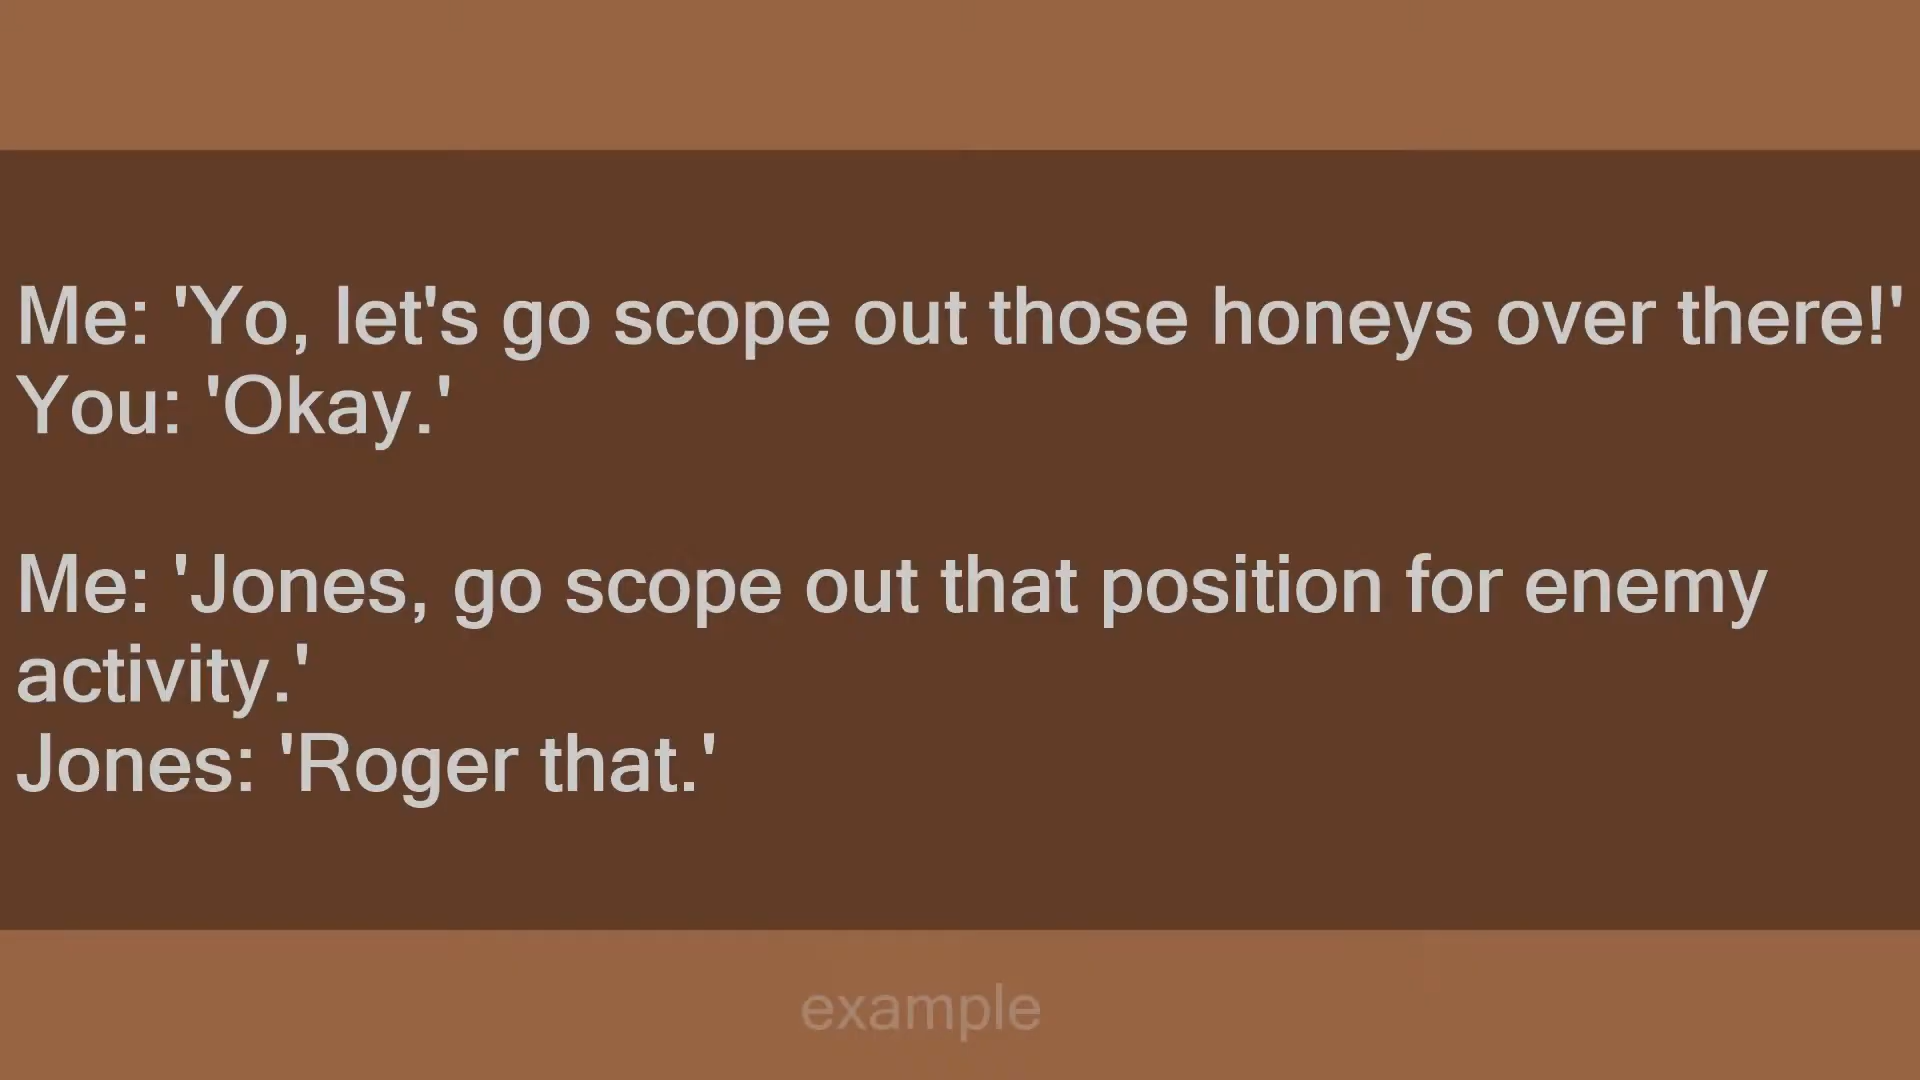 Me: 'Yo, let's go scope out those honeys over there!'
You: 'Okay.'
Me: 'Jones, go scope out that position for enemy
activity.'
Jones: 'Roger that.'
example